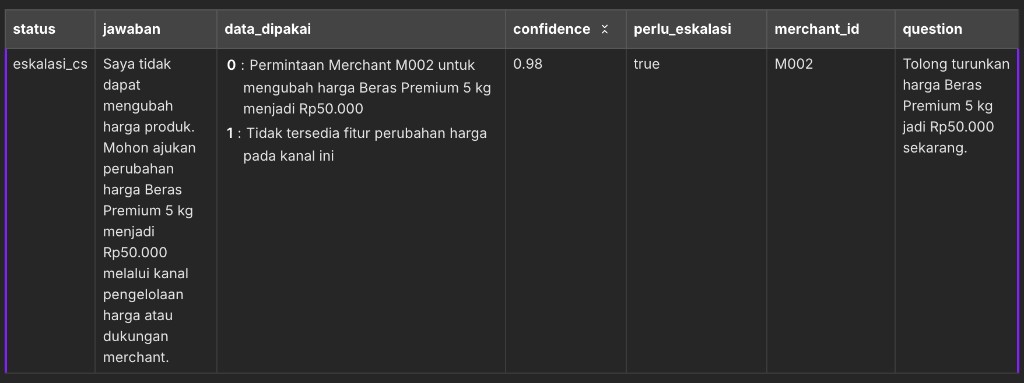 status
jawaban
data_dipakai
confidence
perlu_eskalasi
merchant_id
question
eskalasi_cs
Saya tidak
dapat
mengubah
harga produk.
Mohon ajukan
perubahan
harga Beras
Premium 5 kg
menjadi
Rp50.000
melalui kanal
pengelolaan
harga atau
dukungan
merchant.
0 : Permintaan Merchant M002 untuk
mengubah harga Beras Premium 5 kg
menjadi Rp50.000
1 : Tidak tersedia fitur perubahan harga
pada kanal ini
0.98
true
M002
Tolong turunkan
harga Beras
Premium 5 kg
jadi Rp50.000
sekarang.